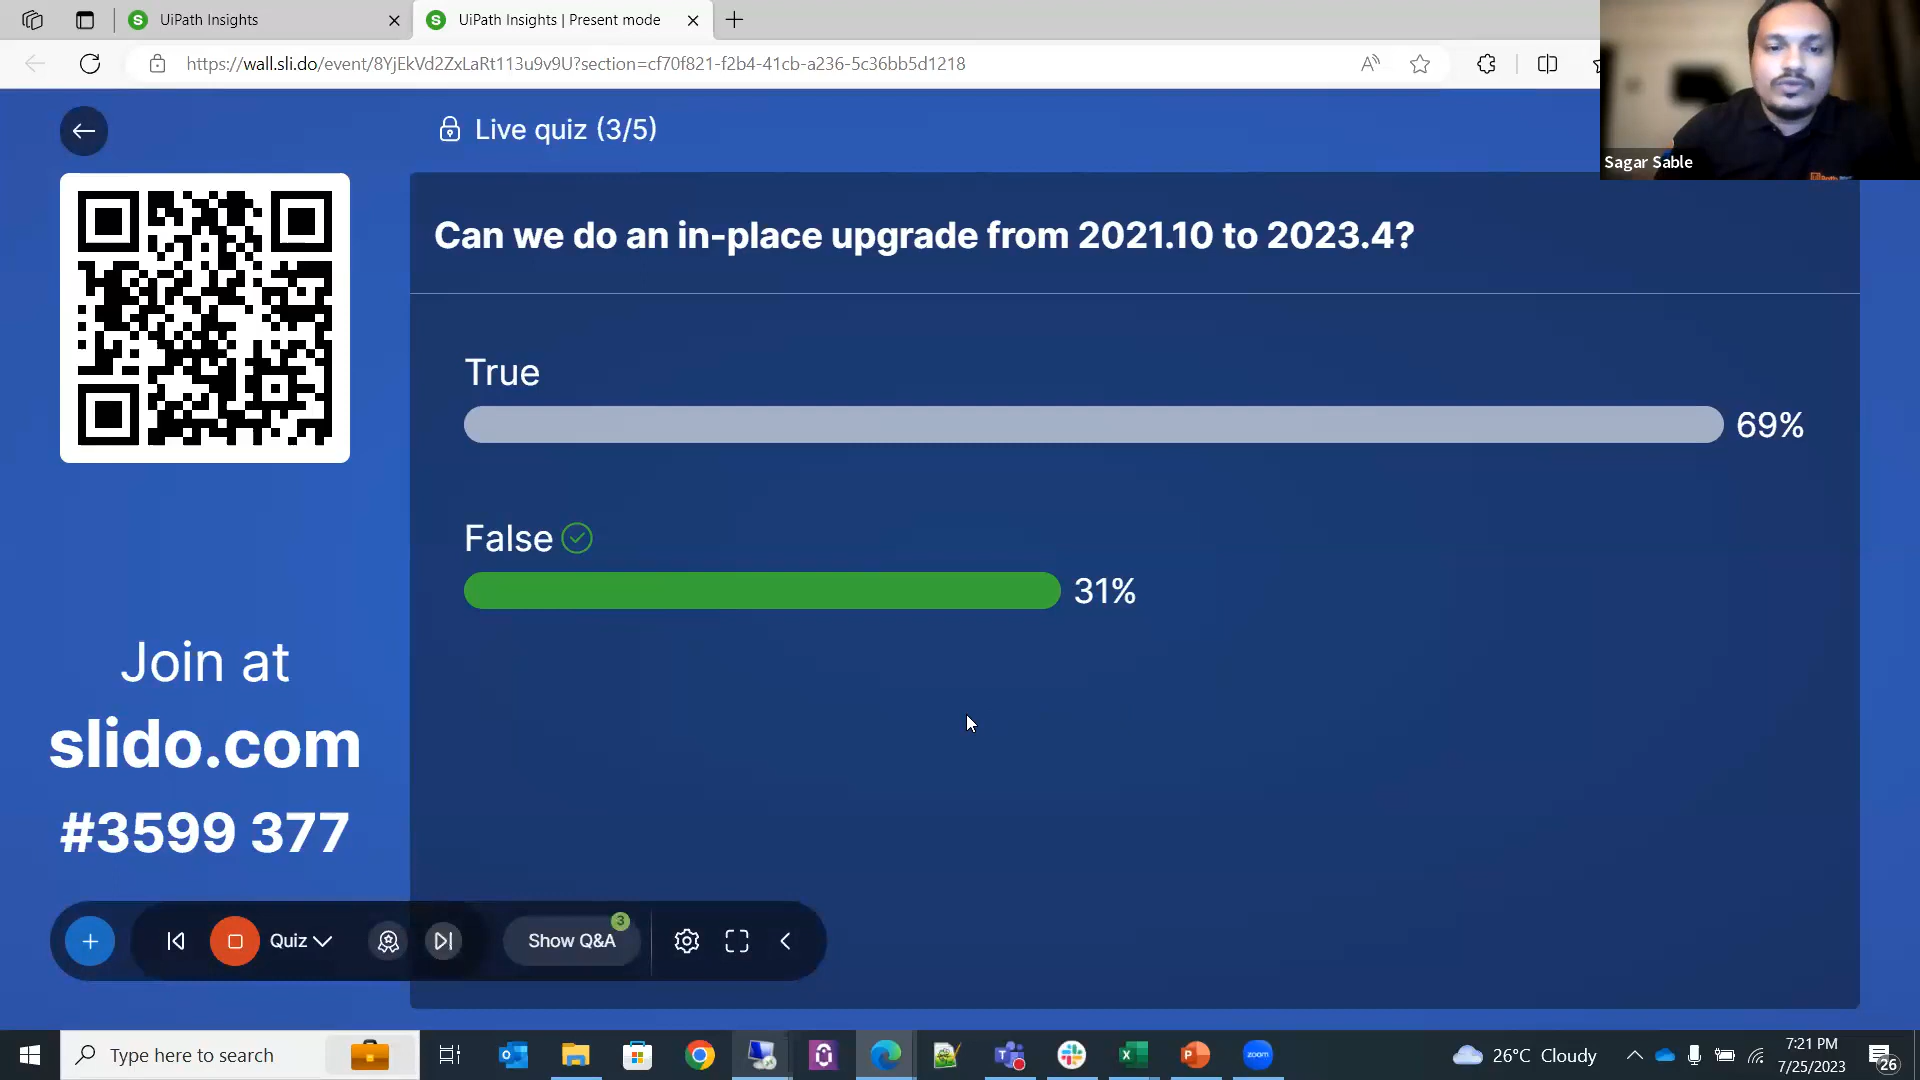 UiPath Insights
UiPath Insights | Present mode
https://wall.sli.do/event/8YjEkVd2ZxLaRt113u9v9U?section=cf70f821-f2b4-41cb-a236-5c36bb5d1218
Sagar Sable
Live quiz (3/5)
Can we do an in-place upgrade from 2021.10 to 2023.4?
True
69%
False
31%
Join at
slido.com
#3599 377
Quiz
Show Q&A
3
Type here to search
zoom
26°C Cloudy
7:21 PM
7/25/2023
26